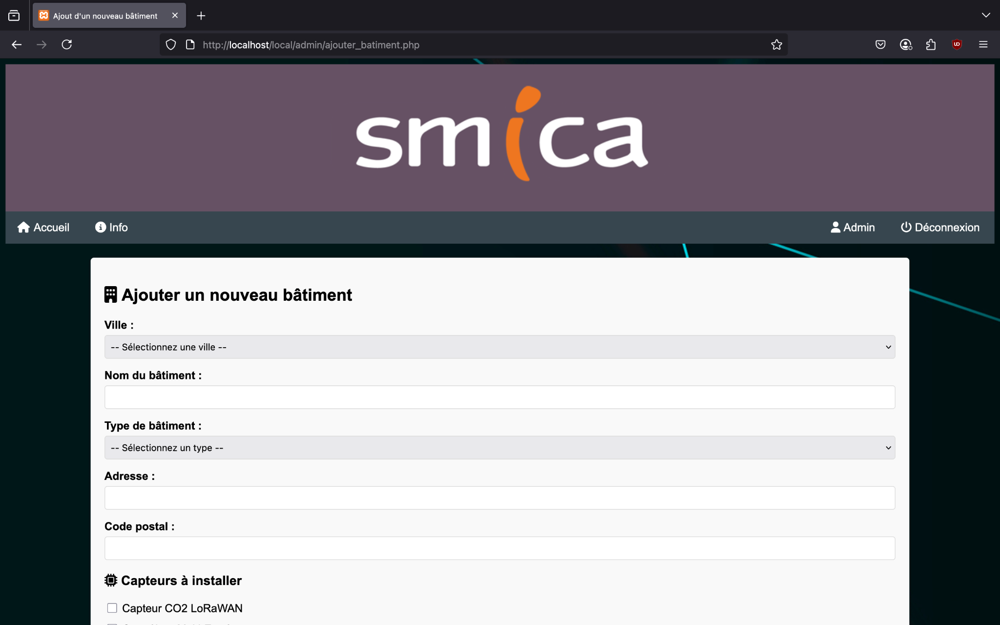 Ajout d'un nouveau bâtiment
http://localhost/local/admin/ajouter_batiment.php
smica
Accueil
Info
Admin
Déconnexion
Ajouter un nouveau bâtiment
Ville :
-- Sélectionnez une ville --
Nom du bâtiment :
Type de bâtiment :
-- Sélectionnez un type --
Adresse :
Code postal :
Capteurs à installer
Capteur CO2 LoRaWAN